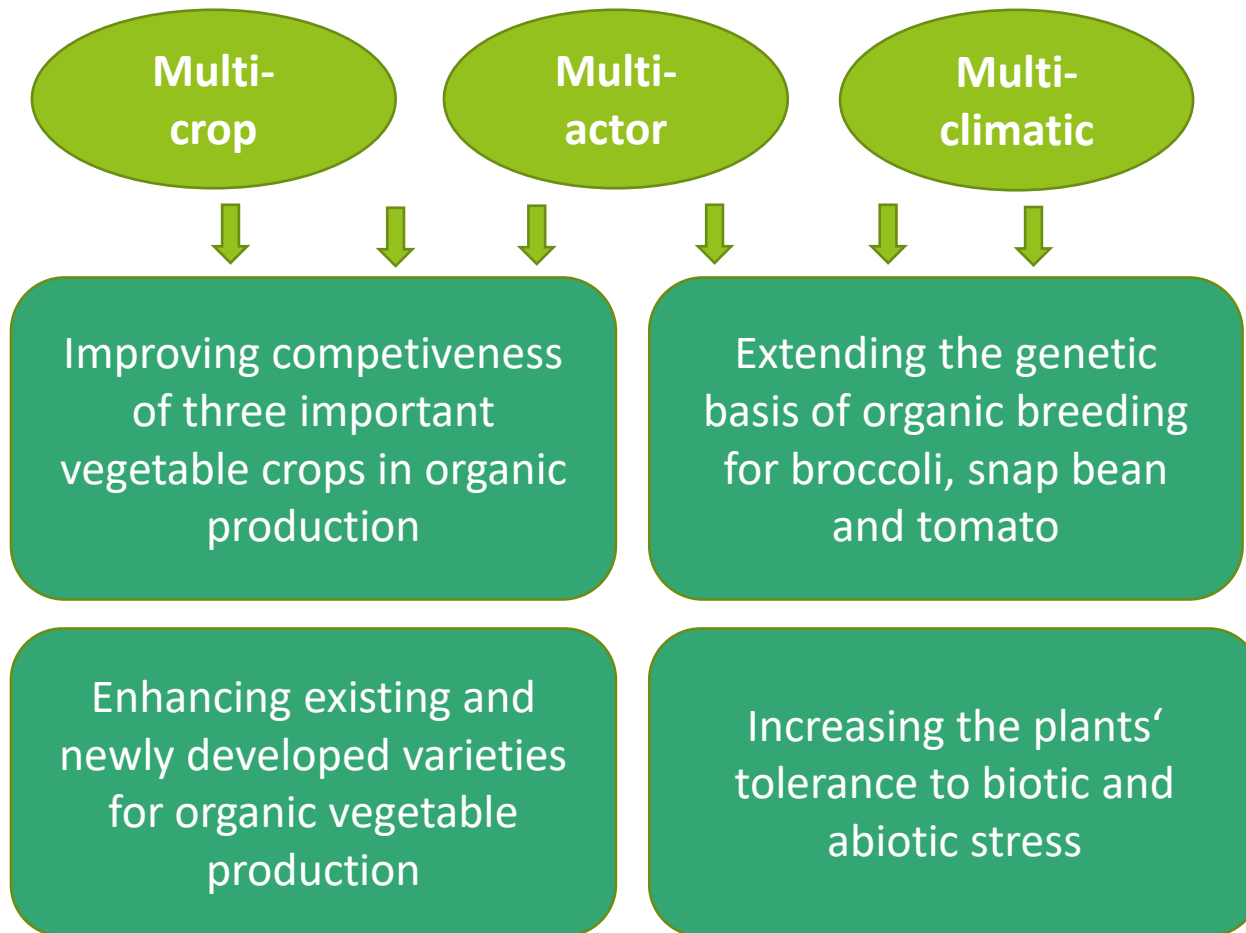 Multi-
crop
Multi-
actor
Multi-
climatic
Improving competiveness
of three important
vegetable crops in organic
production
Extending the genetic
basis of organic breeding
for broccoli, snap bean
and tomato
Enhancing existing and
newly developed varieties
for organic vegetable
production
Increasing the plants‘
tolerance to biotic and
abiotic stress